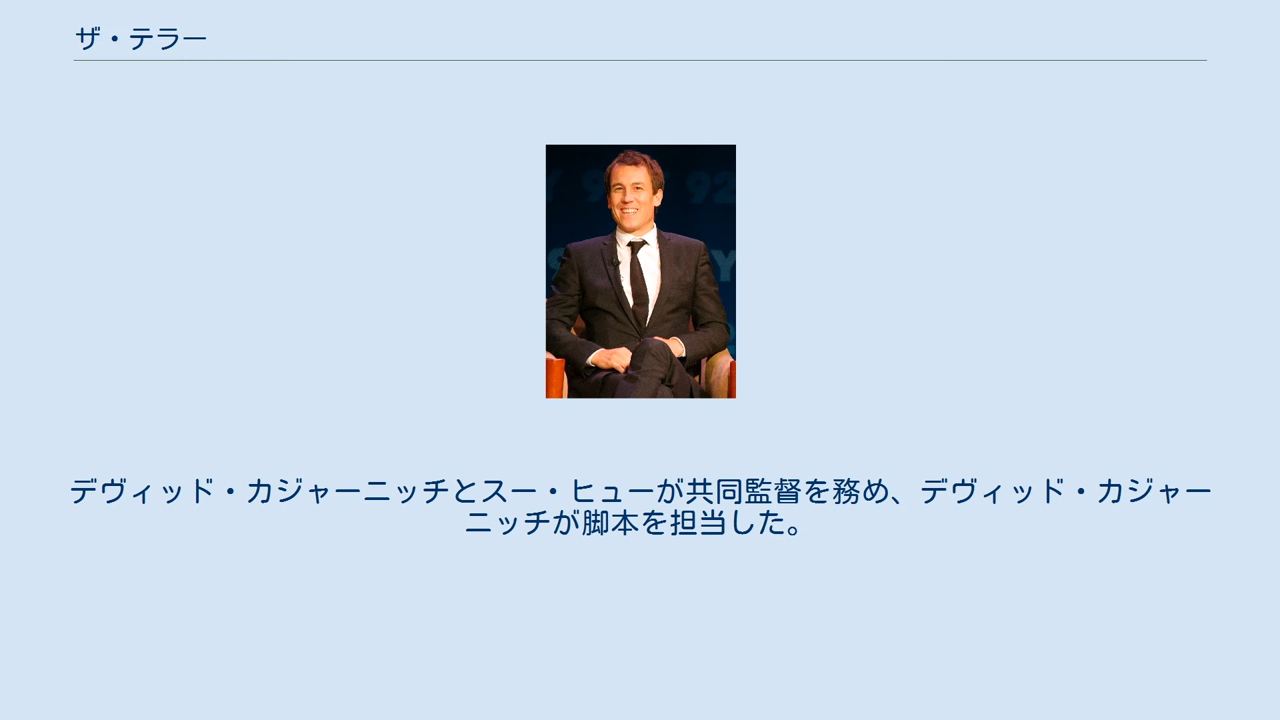 ザ・テラー
デヴィッド・カジャーニッチとスー・ヒューが共同監督を務め、デヴィッド・カジャー
ニッチが脚本を担当した。